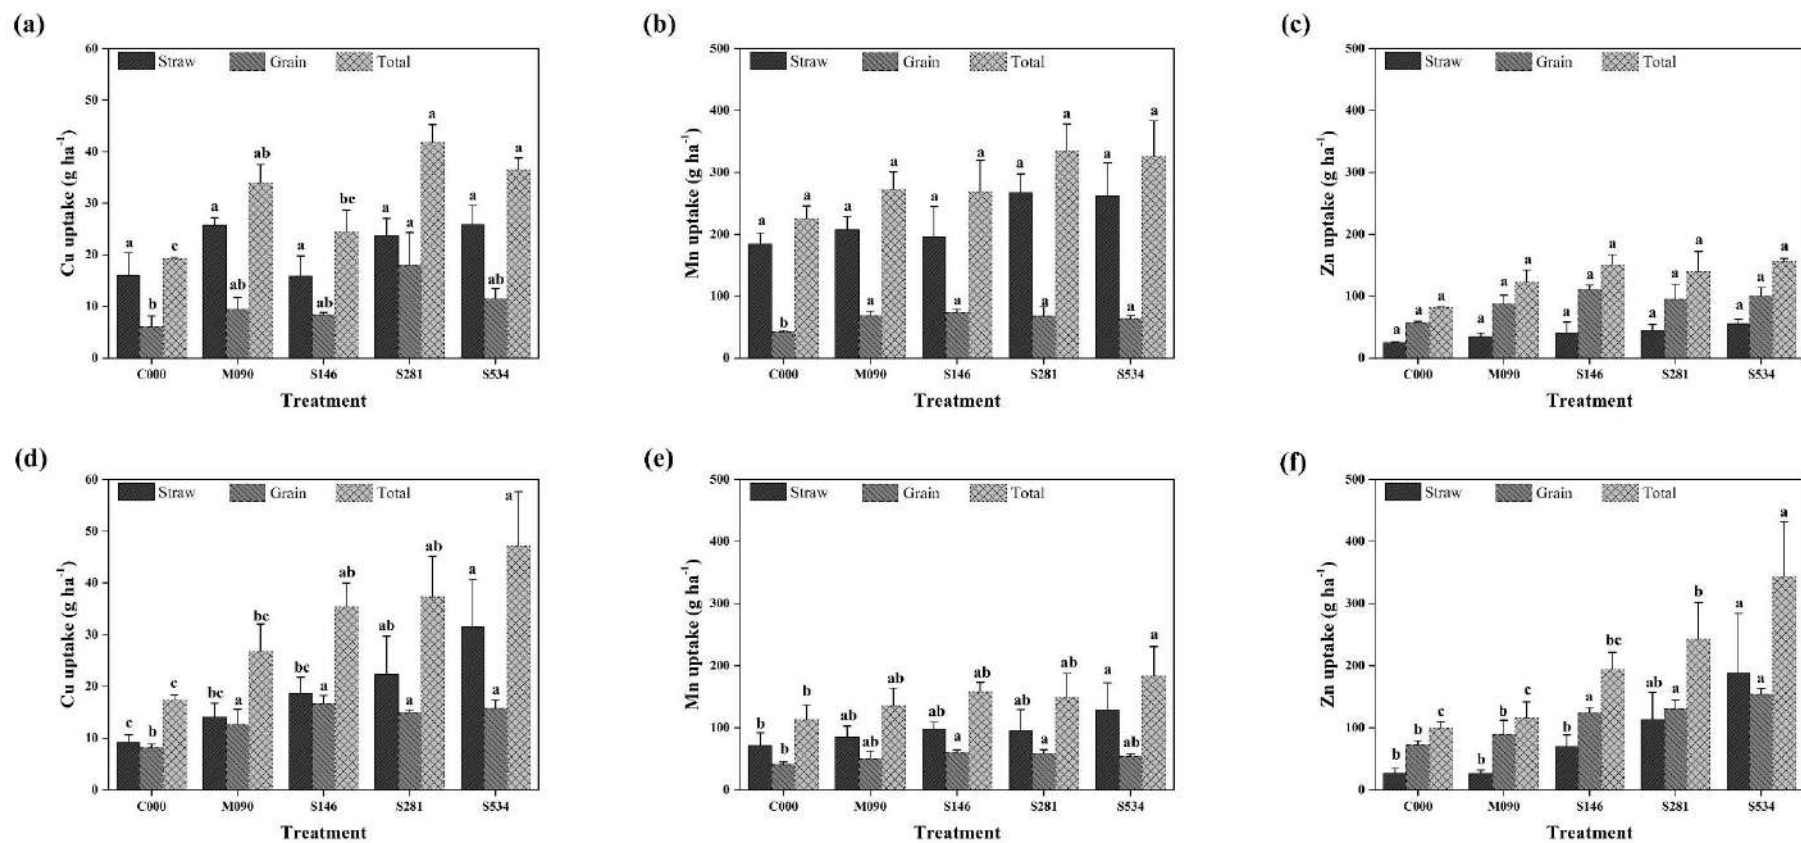 (a)
60
50
40
30
20
10
0
Cu uptake (g ha⁻¹)
Straw Grain Total
a b c
a ab ab
a ab bc
a a a
a ab a
C000 M090 S146 S281 S534
Treatment
(b)
500
400
300
200
100
0
Mn uptake (g ha⁻¹)
Straw Grain Total
a b a
a a a
a a a
a a a
a a a
C000 M090 S146 S281 S534
Treatment
(c)
500
400
300
200
100
0
Zn uptake (g ha⁻¹)
Straw Grain Total
a a a
a a a
a a a
a a a
a a a
C000 M090 S146 S281 S534
Treatment
(d)
60
50
40
30
20
10
0
Cu uptake (g ha⁻¹)
Straw Grain Total
c b c
bc a bc
bc a ab
ab a ab
a a a
C000 M090 S146 S281 S534
Treatment
(e)
500
400
300
200
100
0
Mn uptake (g ha⁻¹)
Straw Grain Total
b b b
ab ab ab
ab a ab
ab a ab
a ab a
C000 M090 S146 S281 S534
Treatment
(f)
500
400
300
200
100
0
Zn uptake (g ha⁻¹)
Straw Grain Total
b b c
b b c
b a bc
ab a b
a a a
C000 M090 S146 S281 S534
Treatment